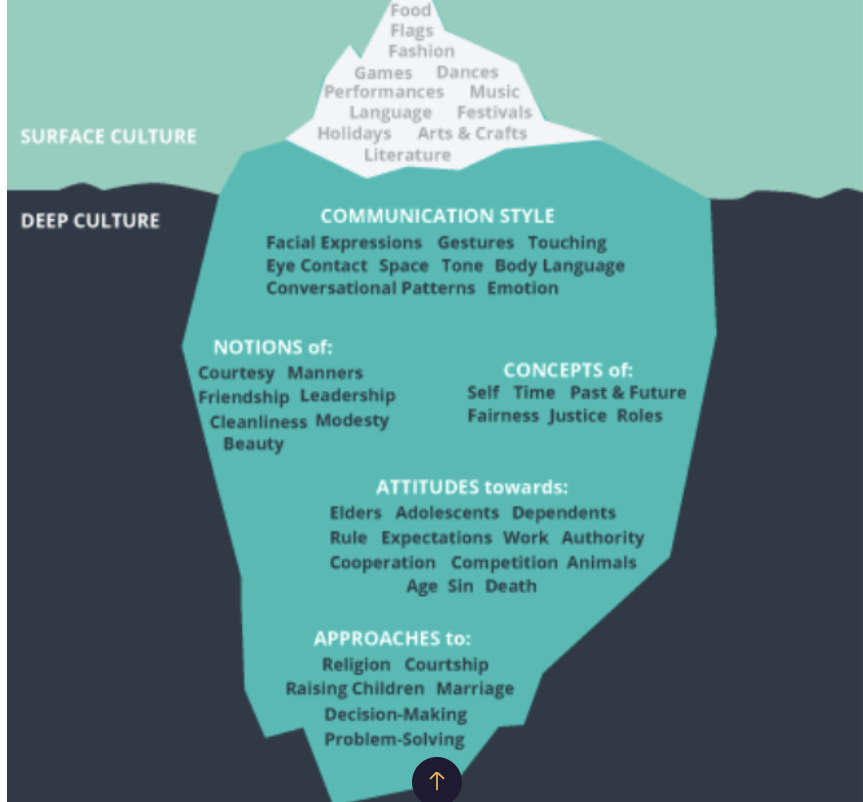 Food
Flags
Fashion
Games Dances
Performances Music
Language Festivals
Holidays Arts & Crafts
Literature
SURFACE CULTURE
DEEP CULTURE
COMMUNICATION STYLE
Facial Expressions Gestures Touching
Eye Contact Space Tone Body Language
Conversational Patterns Emotion
NOTIONS of:
Courtesy Manners
Friendship Leadership
Cleanliness Modesty
Beauty
CONCEPTS of:
Self Time Past & Future
Fairness Justice Roles
ATTITUDES towards:
Elders Adolescents Dependents
Rule Expectations Work Authority
Cooperation Competition Animals
Age Sin Death
APPROACHES to:
Religion Courtship
Raising Children Marriage
Decision-Making
Problem-Solving